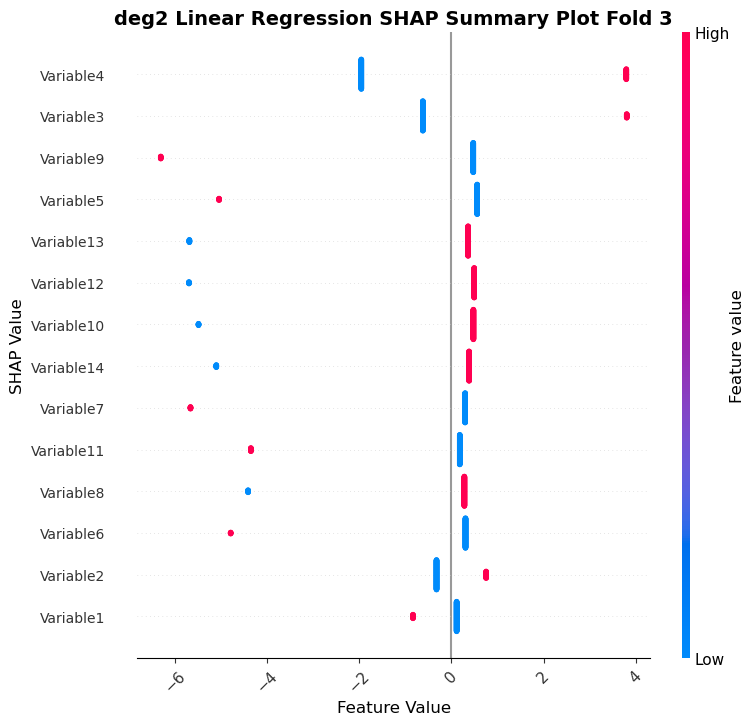 deg2 Linear Regression SHAP Summary Plot Fold 3
High
Variable4
Variable3
Variable9
Variable5
Variable13
Variable12
Variable10
Variable14
Variable7
Variable11
Variable8
Variable6
Variable2
Variable1
SHAP Value
Feature value
Low
−6
−4
−2
0
2
4
Feature Value